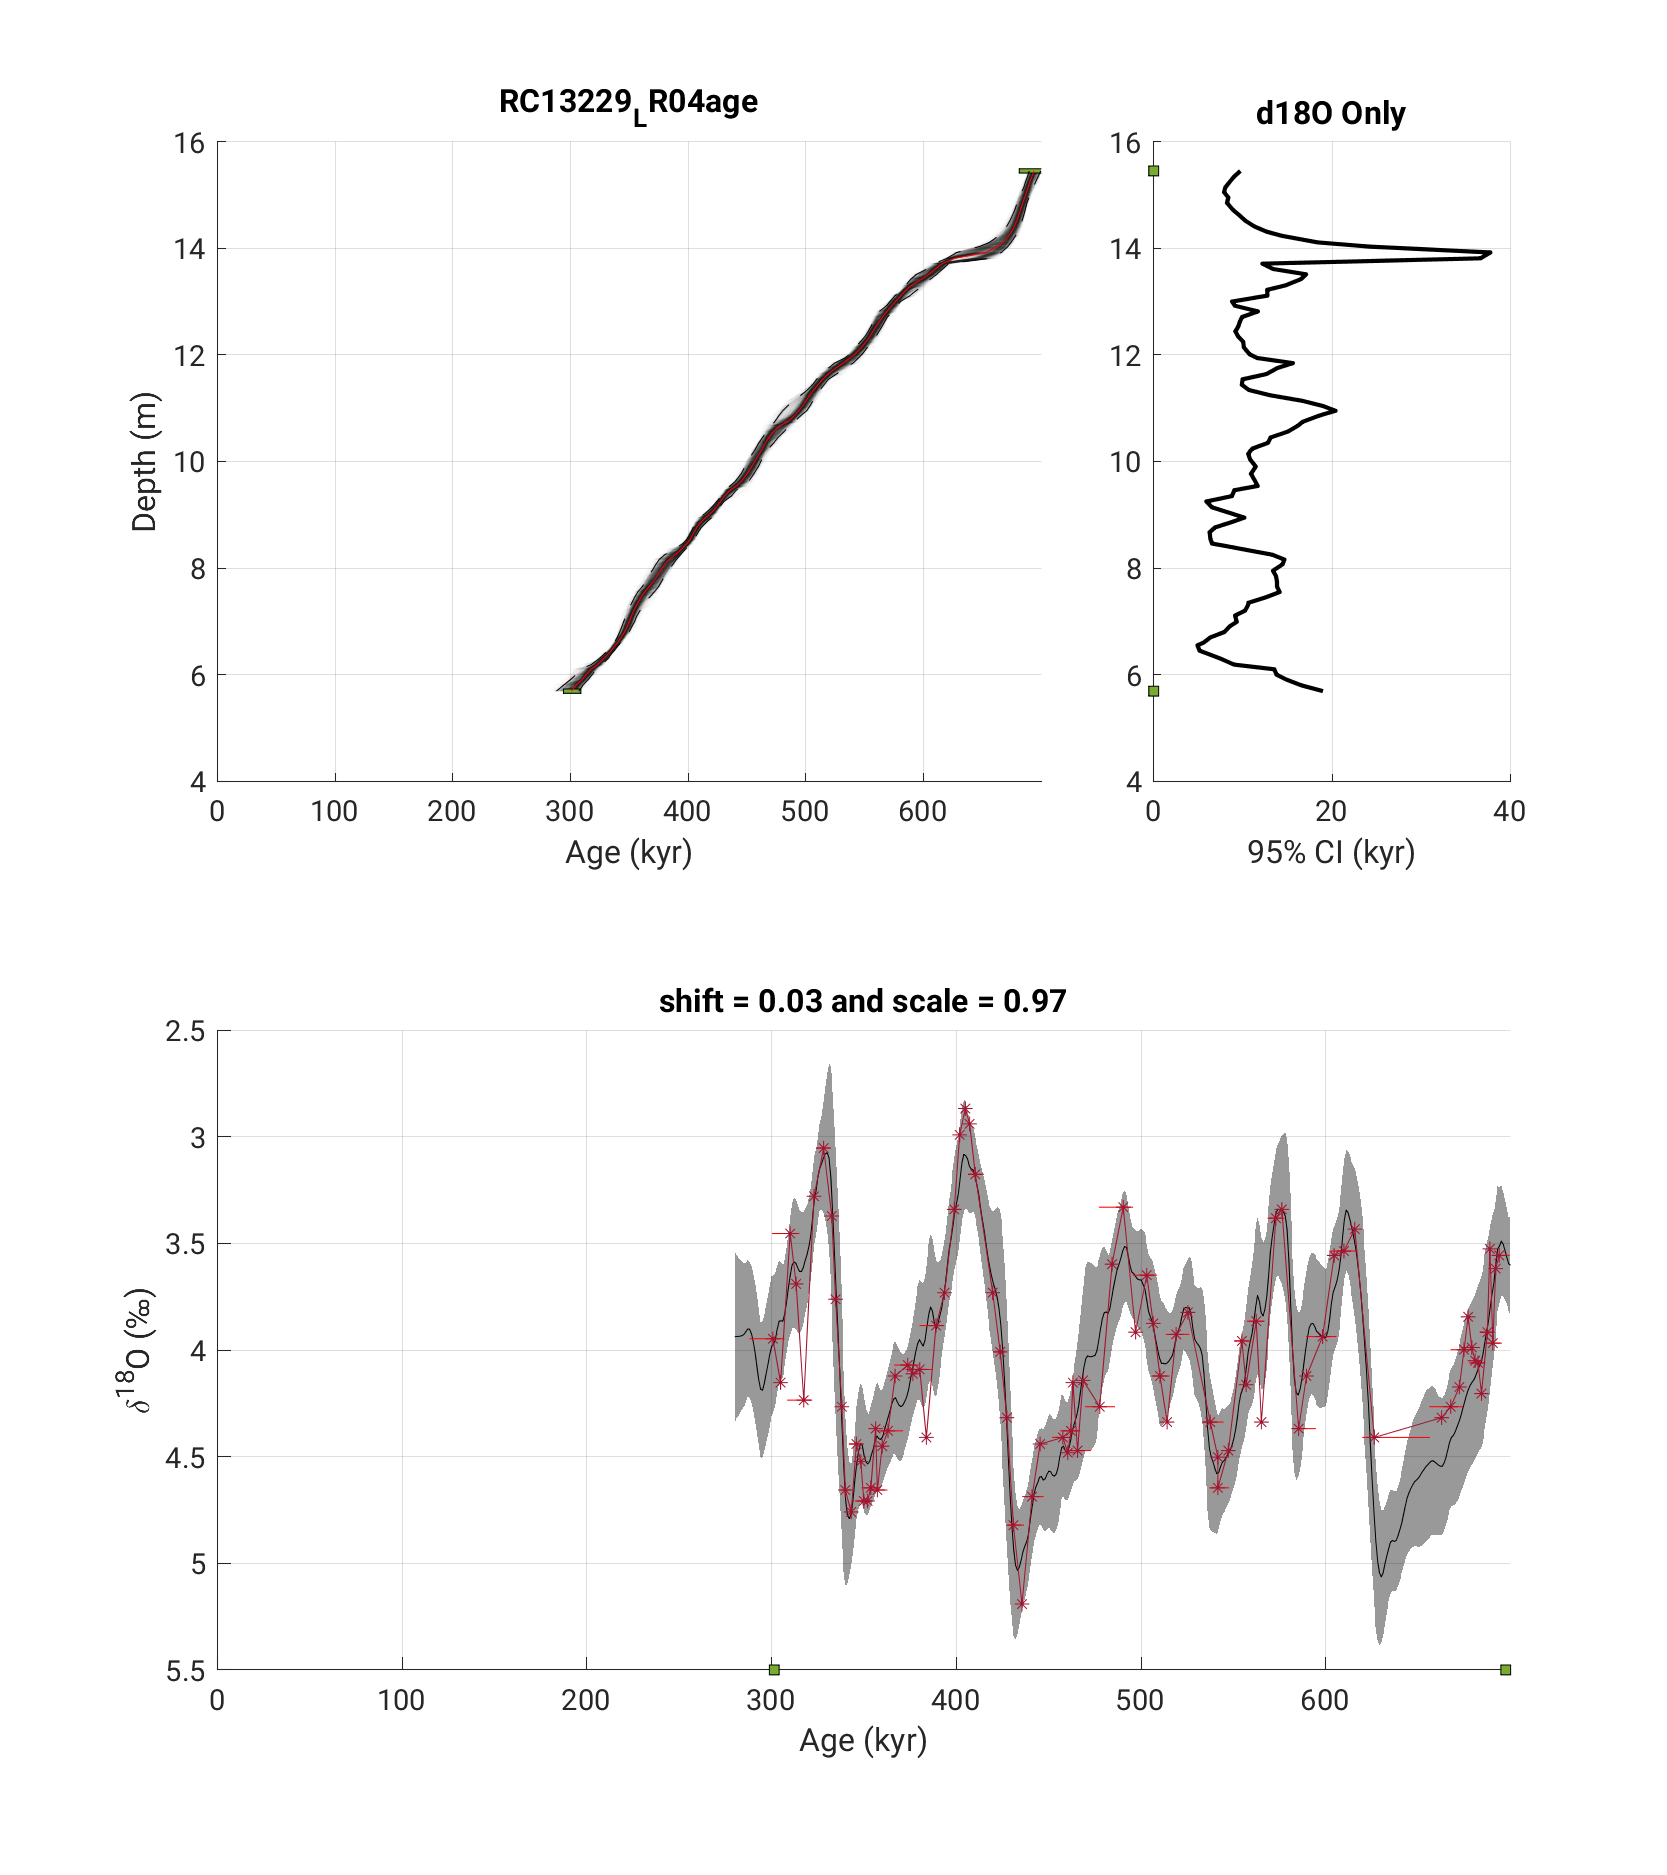 RC13229LR04age
16
14
12
10
8
6
4
Depth (m)
0 100 200 300 400 500 600
Age (kyr)
d18O Only
16
14
12
10
8
6
4
0 20 40
95% CI (kyr)
shift = 0.03 and scale = 0.97
2.5
3
3.5
4
4.5
5
5.5
δ18O (‰)
0 100 200 300 400 500 600
Age (kyr)